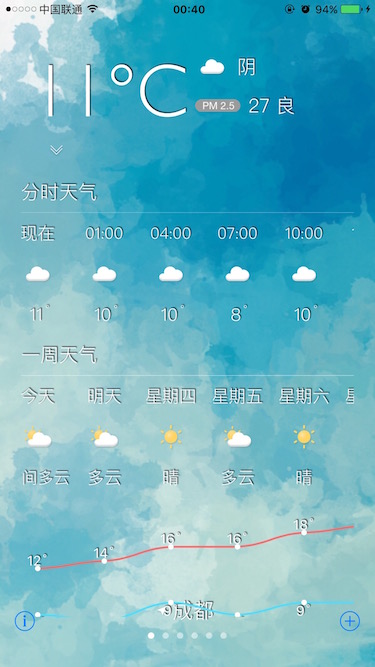 中国联通 00:40 94%
11°C 阴
PM 2.5 27 良
分时天气
现在 01:00 04:00 07:00 10:00
11° 10° 10° 8° 10°
一周天气
今天 明天 星期四 星期五 星期六
间多云 多云 晴 多云 晴
12° 14° 16° 16° 18°
9° 成都 9°